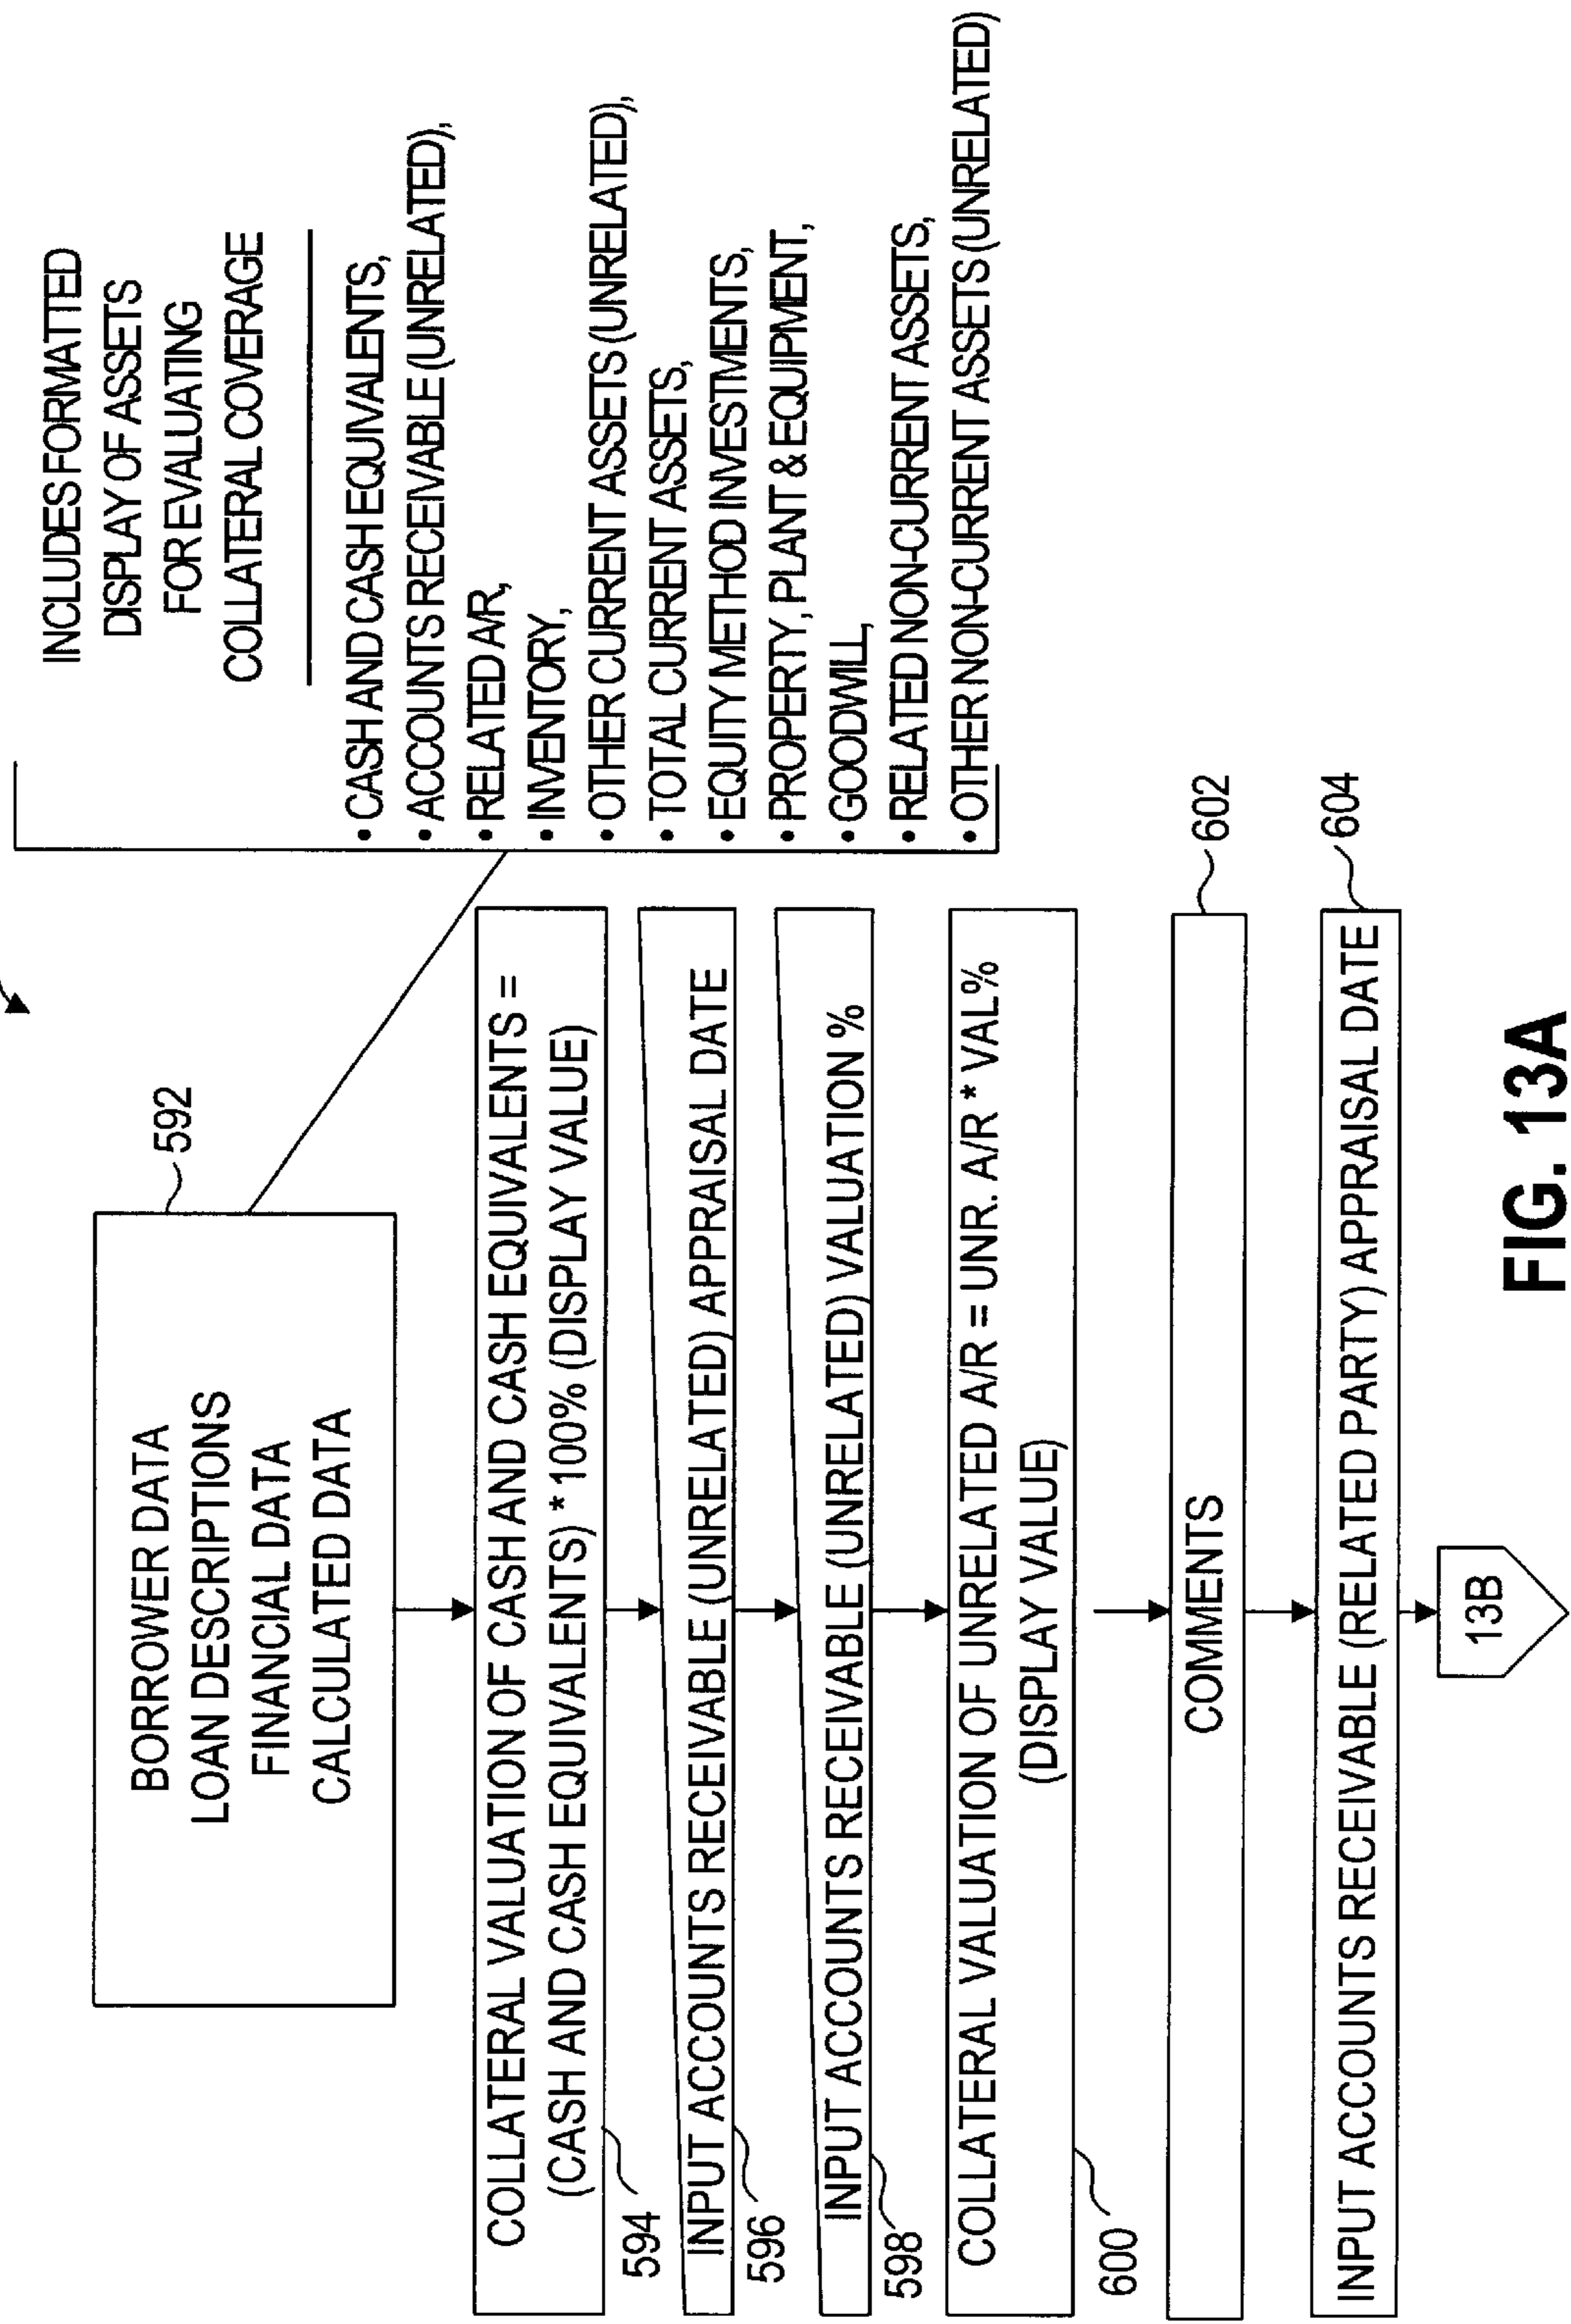 INCLUDES FORMATTED
DISPLAY OF ASSETS
FOR EVALUATING
COLLATERAL COVERAGE
• CASH AND CASH EQUIVALENTS,
• ACCOUNTS RECEIVABLE (UNRELATED),
• RELATED A/R,
• INVENTORY,
• OTHER CURRENT ASSETS (UNRELATED),
• TOTAL CURRENT ASSETS,
• EQUITY METHOD INVESTMENTS,
• PROPERTY, PLANT & EQUIPMENT,
• GOODWILL,
• RELATED NON-CURRENT ASSETS,
• OTHER NON-CURRENT ASSETS (UNRELATED)
592
BORROWER DATA
LOAN DESCRIPTIONS
FINANCIAL DATA
CALCULATED DATA
COLLATERAL VALUATION OF CASH AND CASH EQUIVALENTS =
(CASH AND CASH EQUIVALENTS) * 100% (DISPLAY VALUE)
594
INPUT ACCOUNTS RECEIVABLE (UNRELATED) APPRAISAL DATE
596
INPUT ACCOUNTS RECEIVABLE (UNRELATED) VALUATION %
598
COLLATERAL VALUATION OF UNRELATED A/R = UNR. A/R * VAL%
(DISPLAY VALUE)
600
COMMENTS
602
INPUT ACCOUNTS RECEIVABLE (RELATED PARTY) APPRAISAL DATE
604
13B
FIG. 13A